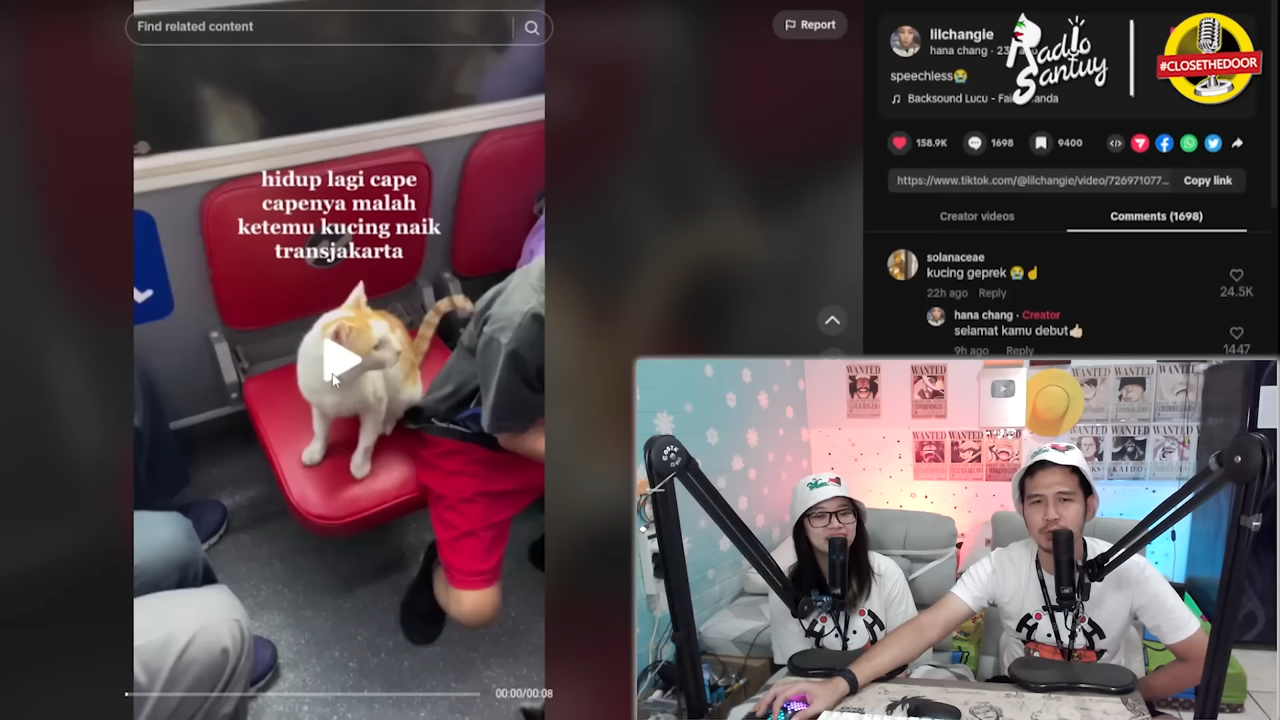 Find related content
Report
hidup lagi cape
capenya malah
ketemu kucing naik
transjakarta
00:00/00:08
lilchangie
hana chang
speechless😭
Backsound Lucu
158.9K
1698
9400
https://www.tiktok.com/@lilchangie/video/726971077...
Copy link
Creator videos
Comments (1698)
solanaceae
kucing geprek 😭☝
22h ago Reply
24.5K
hana chang · Creator
selamat kamu debut👍🏼
9h ago Reply
1447
Radio
Santuy
#CLOSETHEDOOR
WANTED
WANTED
WANTED
WANTED
WANTED
WANTED
WANTED
KAIDO